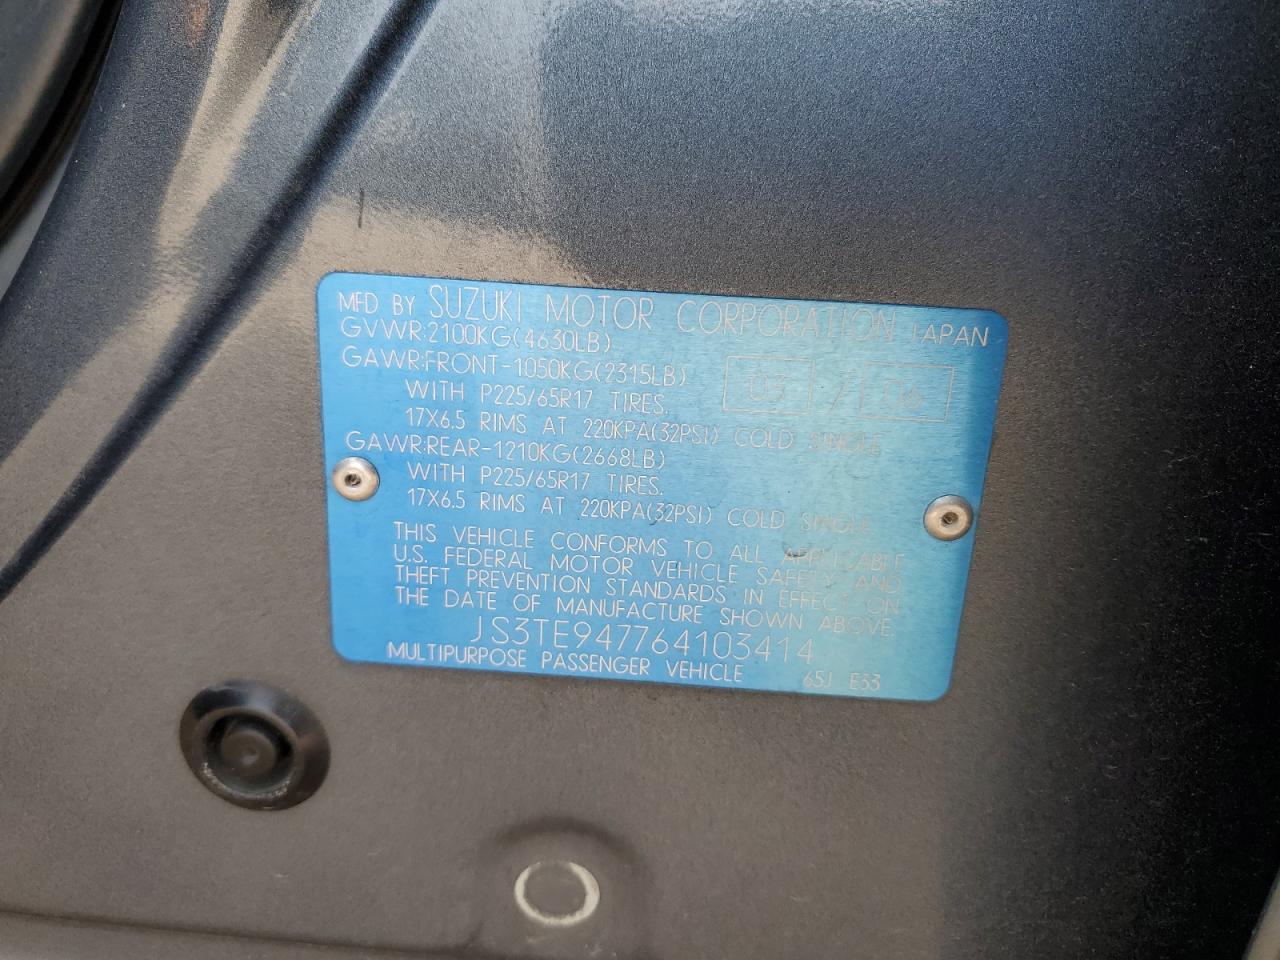 MFD BY SUZUKI MOTOR CORPORATION JAPAN
GVWR:2100KG(4630LB)
GAWR:FRONT-1050KG(2315LB) 03 / 06
WITH P225/65R17 TIRES.
17X6.5 RIMS AT 220KPA(32PSI) COLD SINGLE
GAWR:REAR-1210KG(2668LB)
WITH P225/65R17 TIRES.
17X6.5 RIMS AT 220KPA(32PSI) COLD SINGLE
THIS VEHICLE CONFORMS TO ALL APPLICABLE
U.S. FEDERAL MOTOR VEHICLE SAFETY AND
THEFT PREVENTION STANDARDS IN EFFECT ON
THE DATE OF MANUFACTURE SHOWN ABOVE.
JS3TE947764103414
MULTIPURPOSE PASSENGER VEHICLE 65J E33